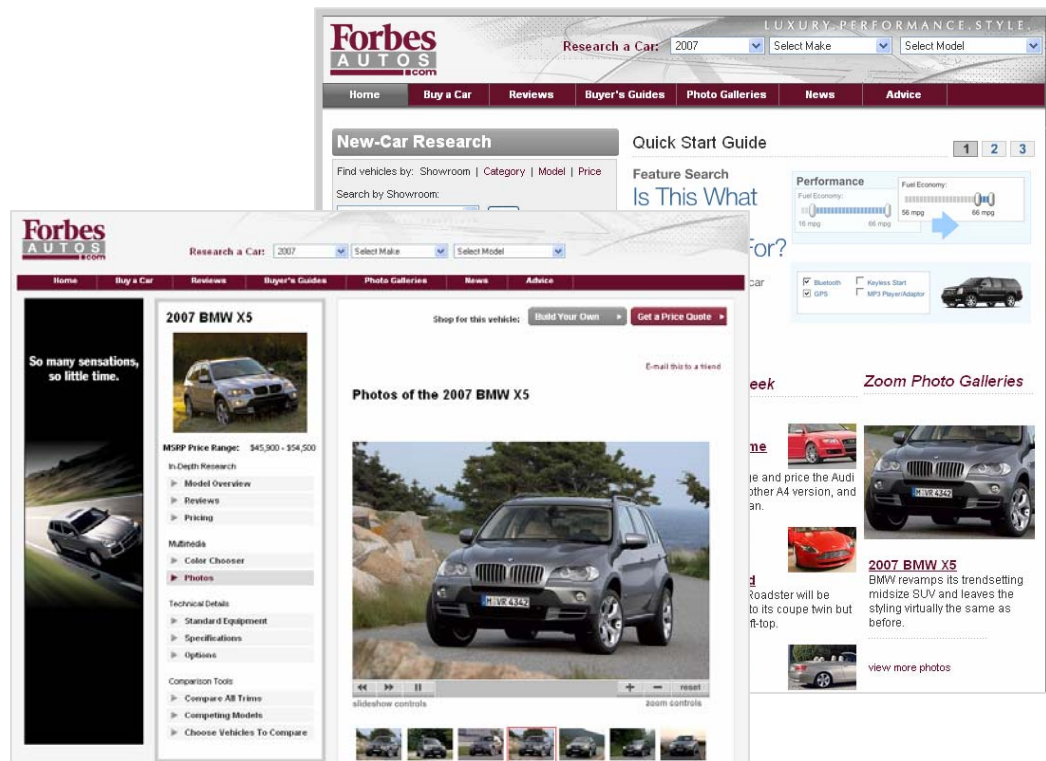 Forbes
AUTOS
.com
LUXURY.PERFORMANCE.STYLE.
Research a Car: 2007 Select Make Select Model
Home Buy a Car Reviews Buyer's Guides Photo Galleries News Advice
New-Car Research
Find vehicles by: Showroom | Category | Model | Price
Search by Showroom:
Quick Start Guide
1 2 3
Feature Search
Is This What
For?
car
Performance
Fuel Economy:
16 mpg 66 mpg
Fuel Economy:
56 mpg 66 mpg
Bluetooth Keyless Start
GPS MP3 Player/Adaptor
eek
me
ge and price the Audi
other A4 version, and
an.
d
Roadster will be
to its coupe twin but
ft-top.
Zoom Photo Galleries
M:VR 4342
2007 BMW X5
BMW revamps its trendsetting
midsize SUV and leaves the
styling virtually the same as
before.
view more photos
Forbes
AUTOS
.com
Research a Car: 2007 Select Make Select Model
Home Buy a Car Reviews Buyer's Guides Photo Galleries News Advice
So many sensations,
so little time.
2007 BMW X5
MSRP Price Range: $45,900 - $54,500
In-Depth Research
Model Overview
Reviews
Pricing
Multimedia
Color Chooser
Photos
Technical Details
Standard Equipment
Specifications
Options
Comparison Tools
Compare All Trims
Competing Models
Choose Vehicles To Compare
Shop for this vehicle: Build Your Own Get a Price Quote
E-mail this to a friend
Photos of the 2007 BMW X5
M:VR 4342
reset
slideshow controls zoom controls